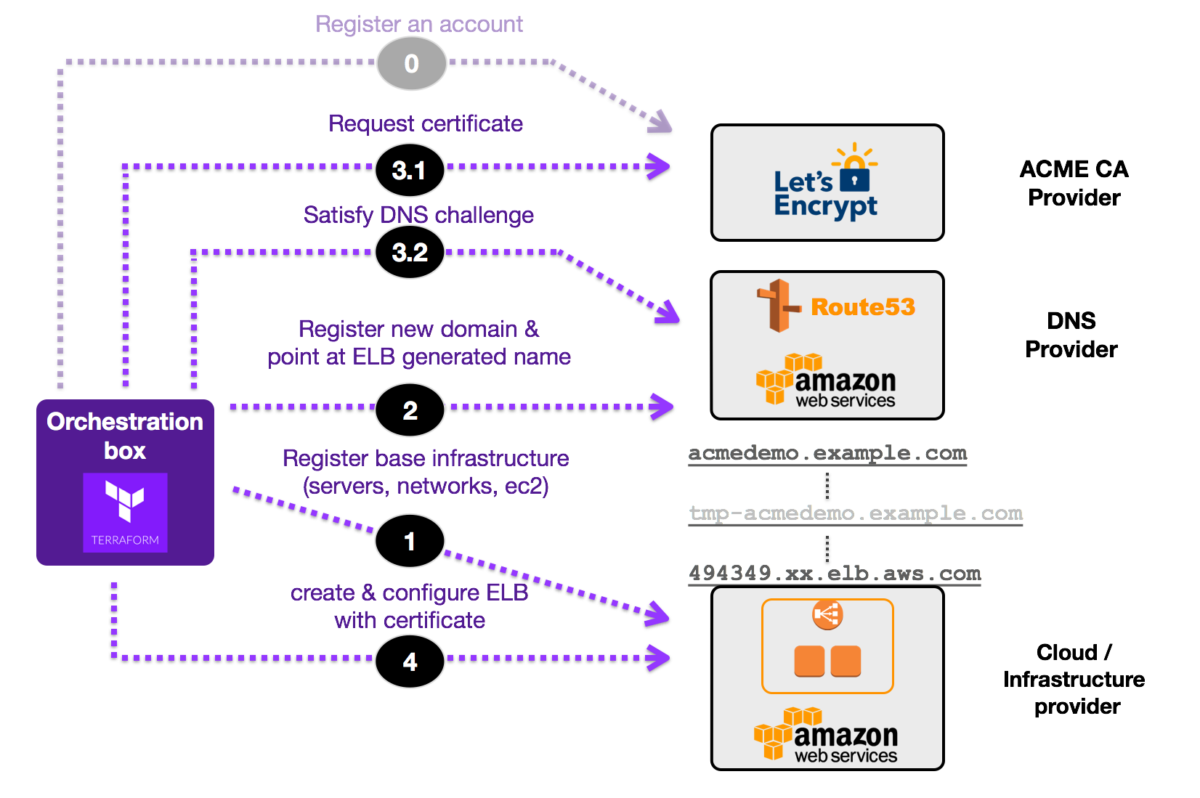 Register an account
0
Request certificate
3.1
Satisfy DNS challenge
3.2
Register new domain &
point at ELB generated name
2
Register base infrastructure
(servers, networks, ec2)
1
create & configure ELB
with certificate
4
Orchestration
box
TERRAFORM
Let's
Encrypt
ACME CA
Provider
Route53
amazon
web services
DNS
Provider
acmedemo.example.com
tmp-acmedemo.example.com
494349.xx.elb.aws.com
amazon
web services
Cloud /
Infrastructure
provider